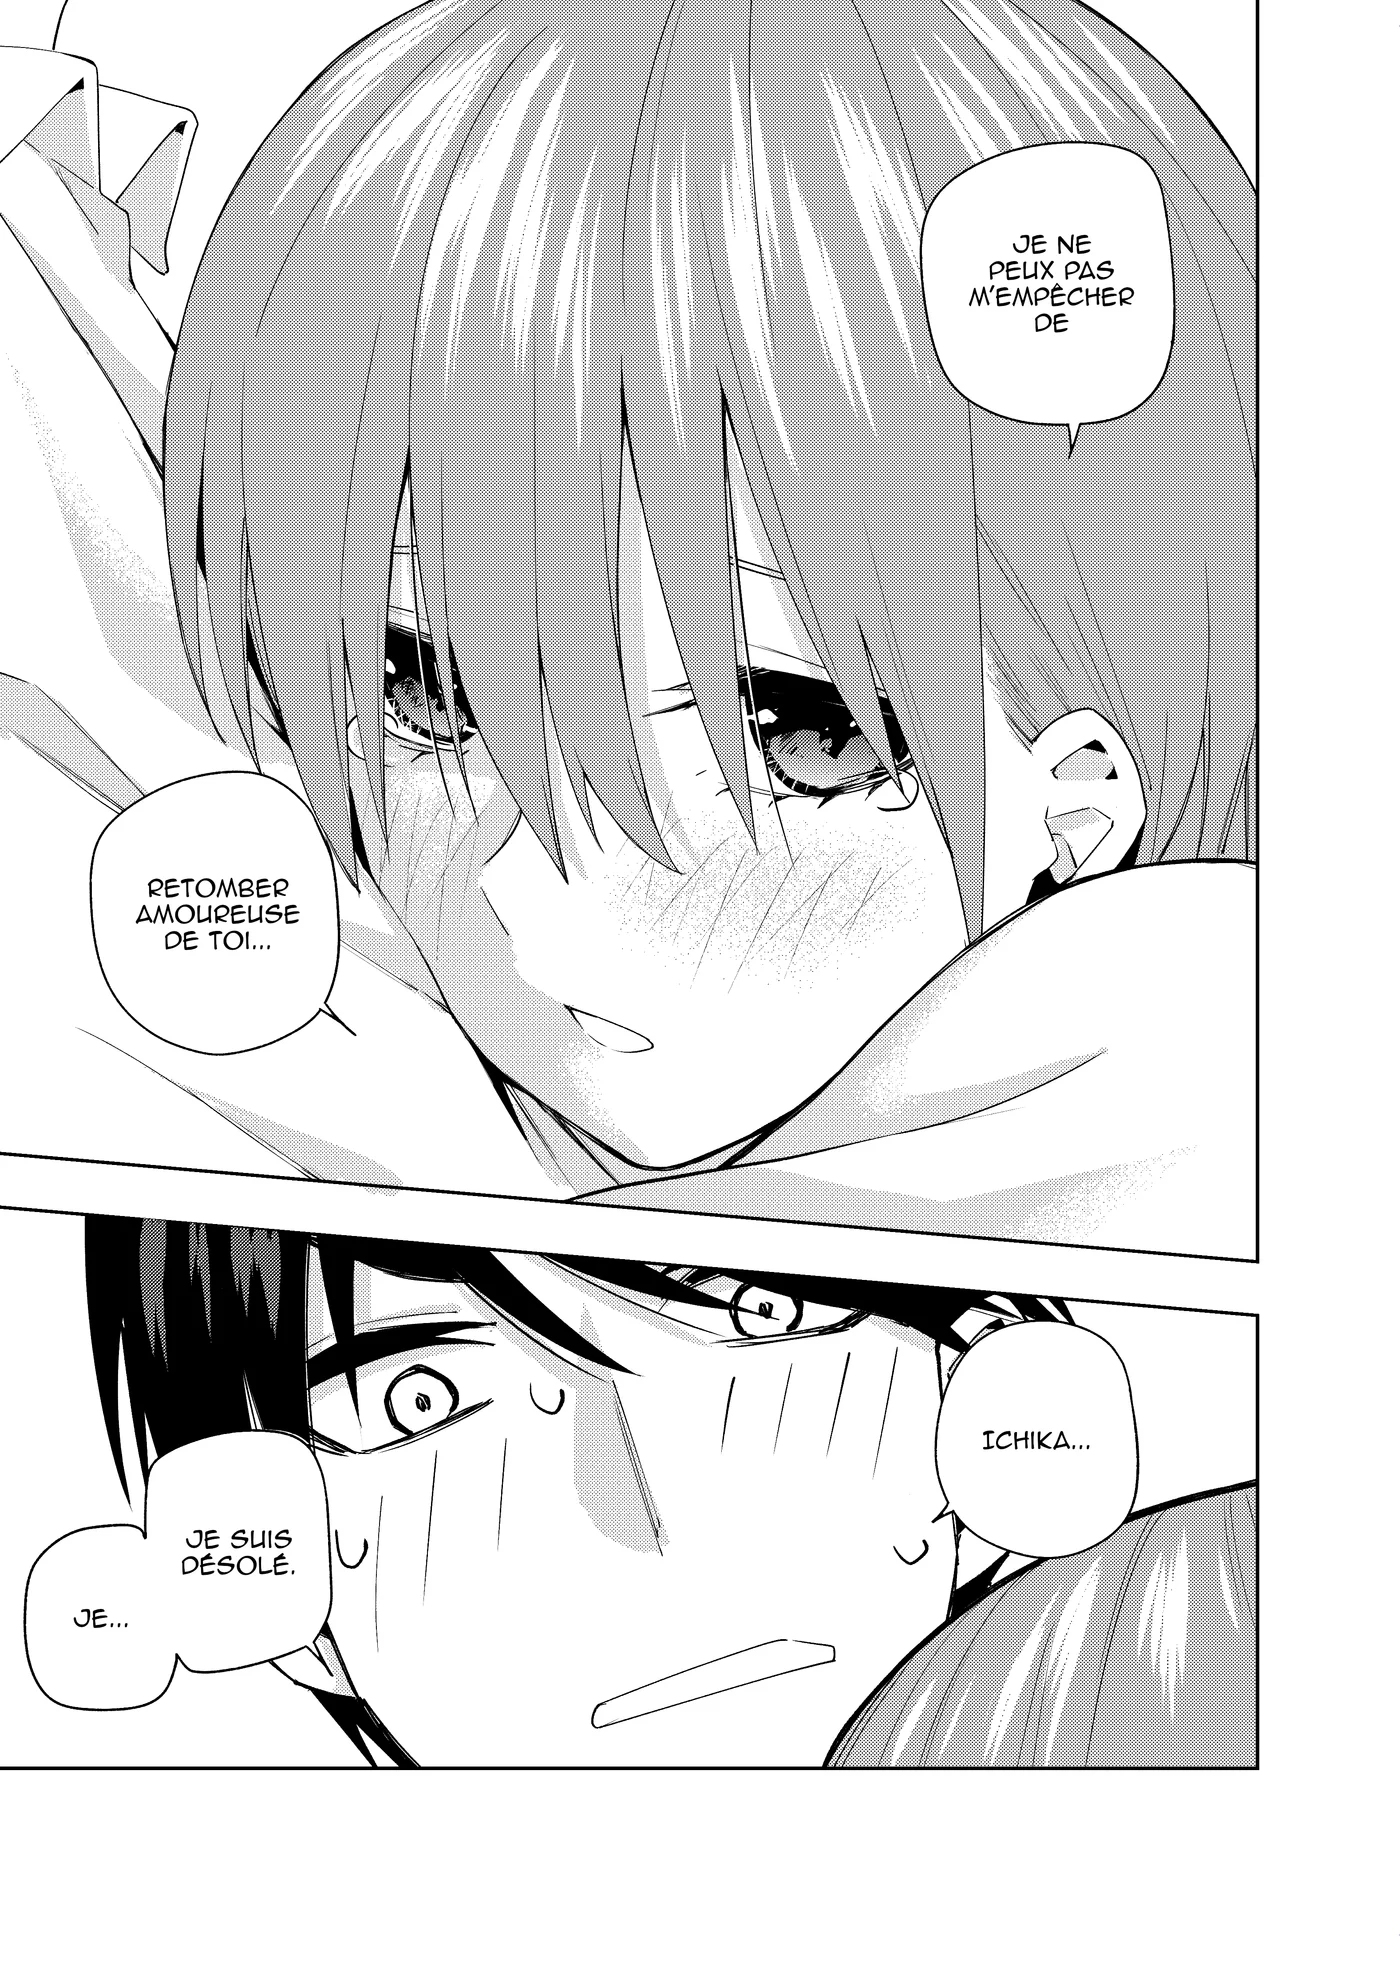 JE NE
PEUX PAS
M'EMPÊCHER
DE
RETOMBER
AMOUREUSE
DE TOI...
ICHIKA...
JE SUIS
DÉSOLÉ.
JE...